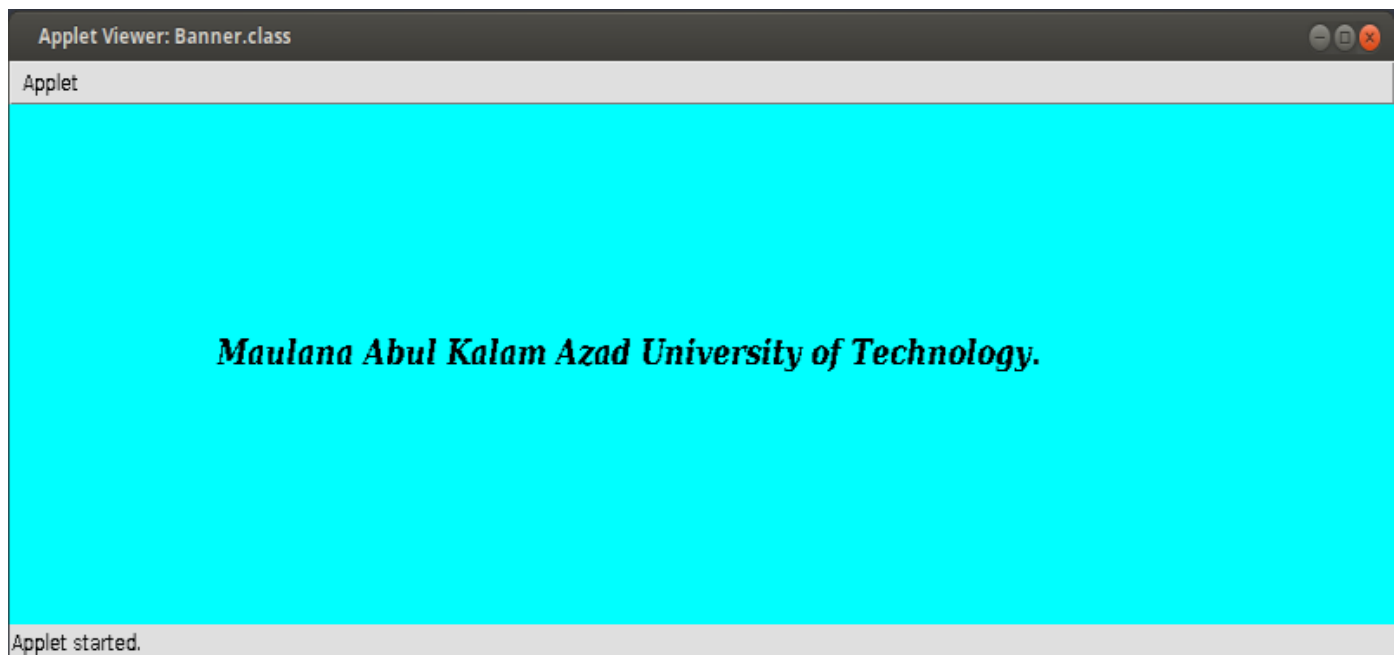 Applet Viewer: Banner.class
Applet
Maulana Abul Kalam Azad University of Technology.
Applet started.